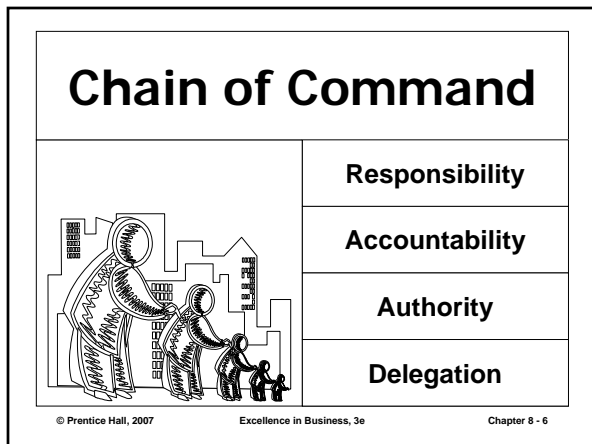 Chain of Command
Responsibility
Accountability
Authority
Delegation
© Prentice Hall, 2007 Excellence in Business, 3e Chapter 8 - 6